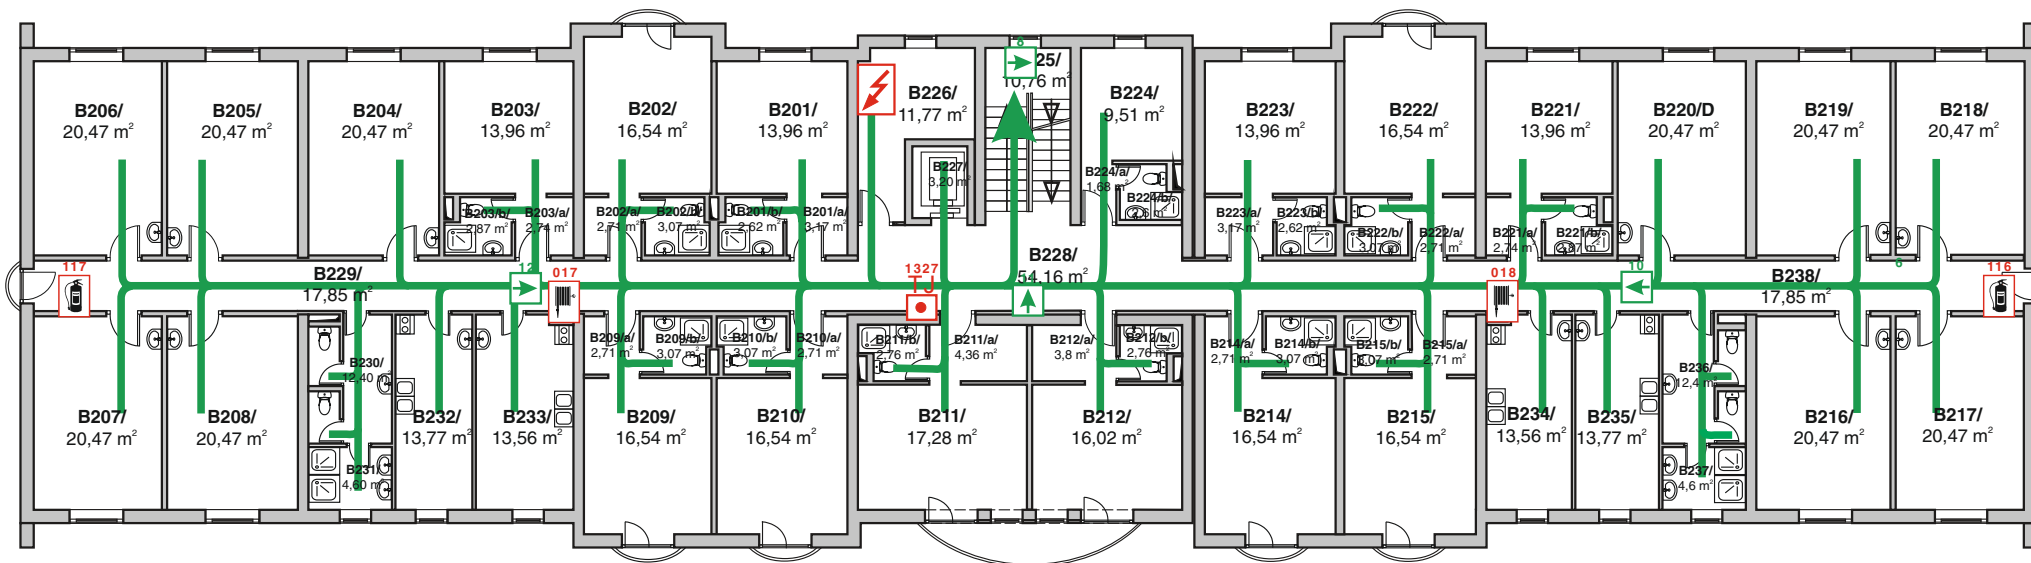 B206/
20,47 m²
B205/
20,47 m²
B204/
20,47 m²
B203/
13,96 m²
B202/
16,54 m²
B201/
13,96 m²
B226/
11,77 m²
8
25/
10,76 m²
B224/
9,51 m²
B223/
13,96 m²
B222/
16,54 m²
B221/
13,96 m²
B220/D
20,47 m²
B219/
20,47 m²
B218/
20,47 m²
B227/
3,20 m²
B224/a/
1,68 m²
B224/b/
B203/b/
2,87 m²
B203/a/
2,74 m²
B202/a/
2,71 m²
B202/b/
3,07 m²
B201/b/
2,62 m²
B201/a/
3,17 m²
B223/a/
3,17 m²
B223/b/
2,62 m²
B222/b/
3,07 m²
B222/a/
2,71 m²
B221/a/
2,74 m²
B221/b/
2,87 m²
117
B229/
17,85 m²
12
017
1327
TJ
B228/
54,16 m²
018
10
B238/
17,85 m²
6
116
B209/a/
2,71 m²
B209/b/
3,07 m²
B210/b/
3,07 m²
B210/a/
2,71 m²
B211/b/
2,76 m²
B211/a/
4,36 m²
B212/a/
3,8 m²
B212/b/
2,76 m²
B214/a/
2,71 m²
B214/b/
3,07 m²
B215/b/
3,07 m²
B215/a/
2,71 m²
B230/
12,40 m²
B236/
12,4 m²
B207/
20,47 m²
B208/
20,47 m²
B232/
13,77 m²
B233/
13,56 m²
B209/
16,54 m²
B210/
16,54 m²
B211/
17,28 m²
B212/
16,02 m²
B214/
16,54 m²
B215/
16,54 m²
B234/
13,56 m²
B235/
13,77 m²
B216/
20,47 m²
B217/
20,47 m²
B231/
4,60 m²
B237/
4,6 m²